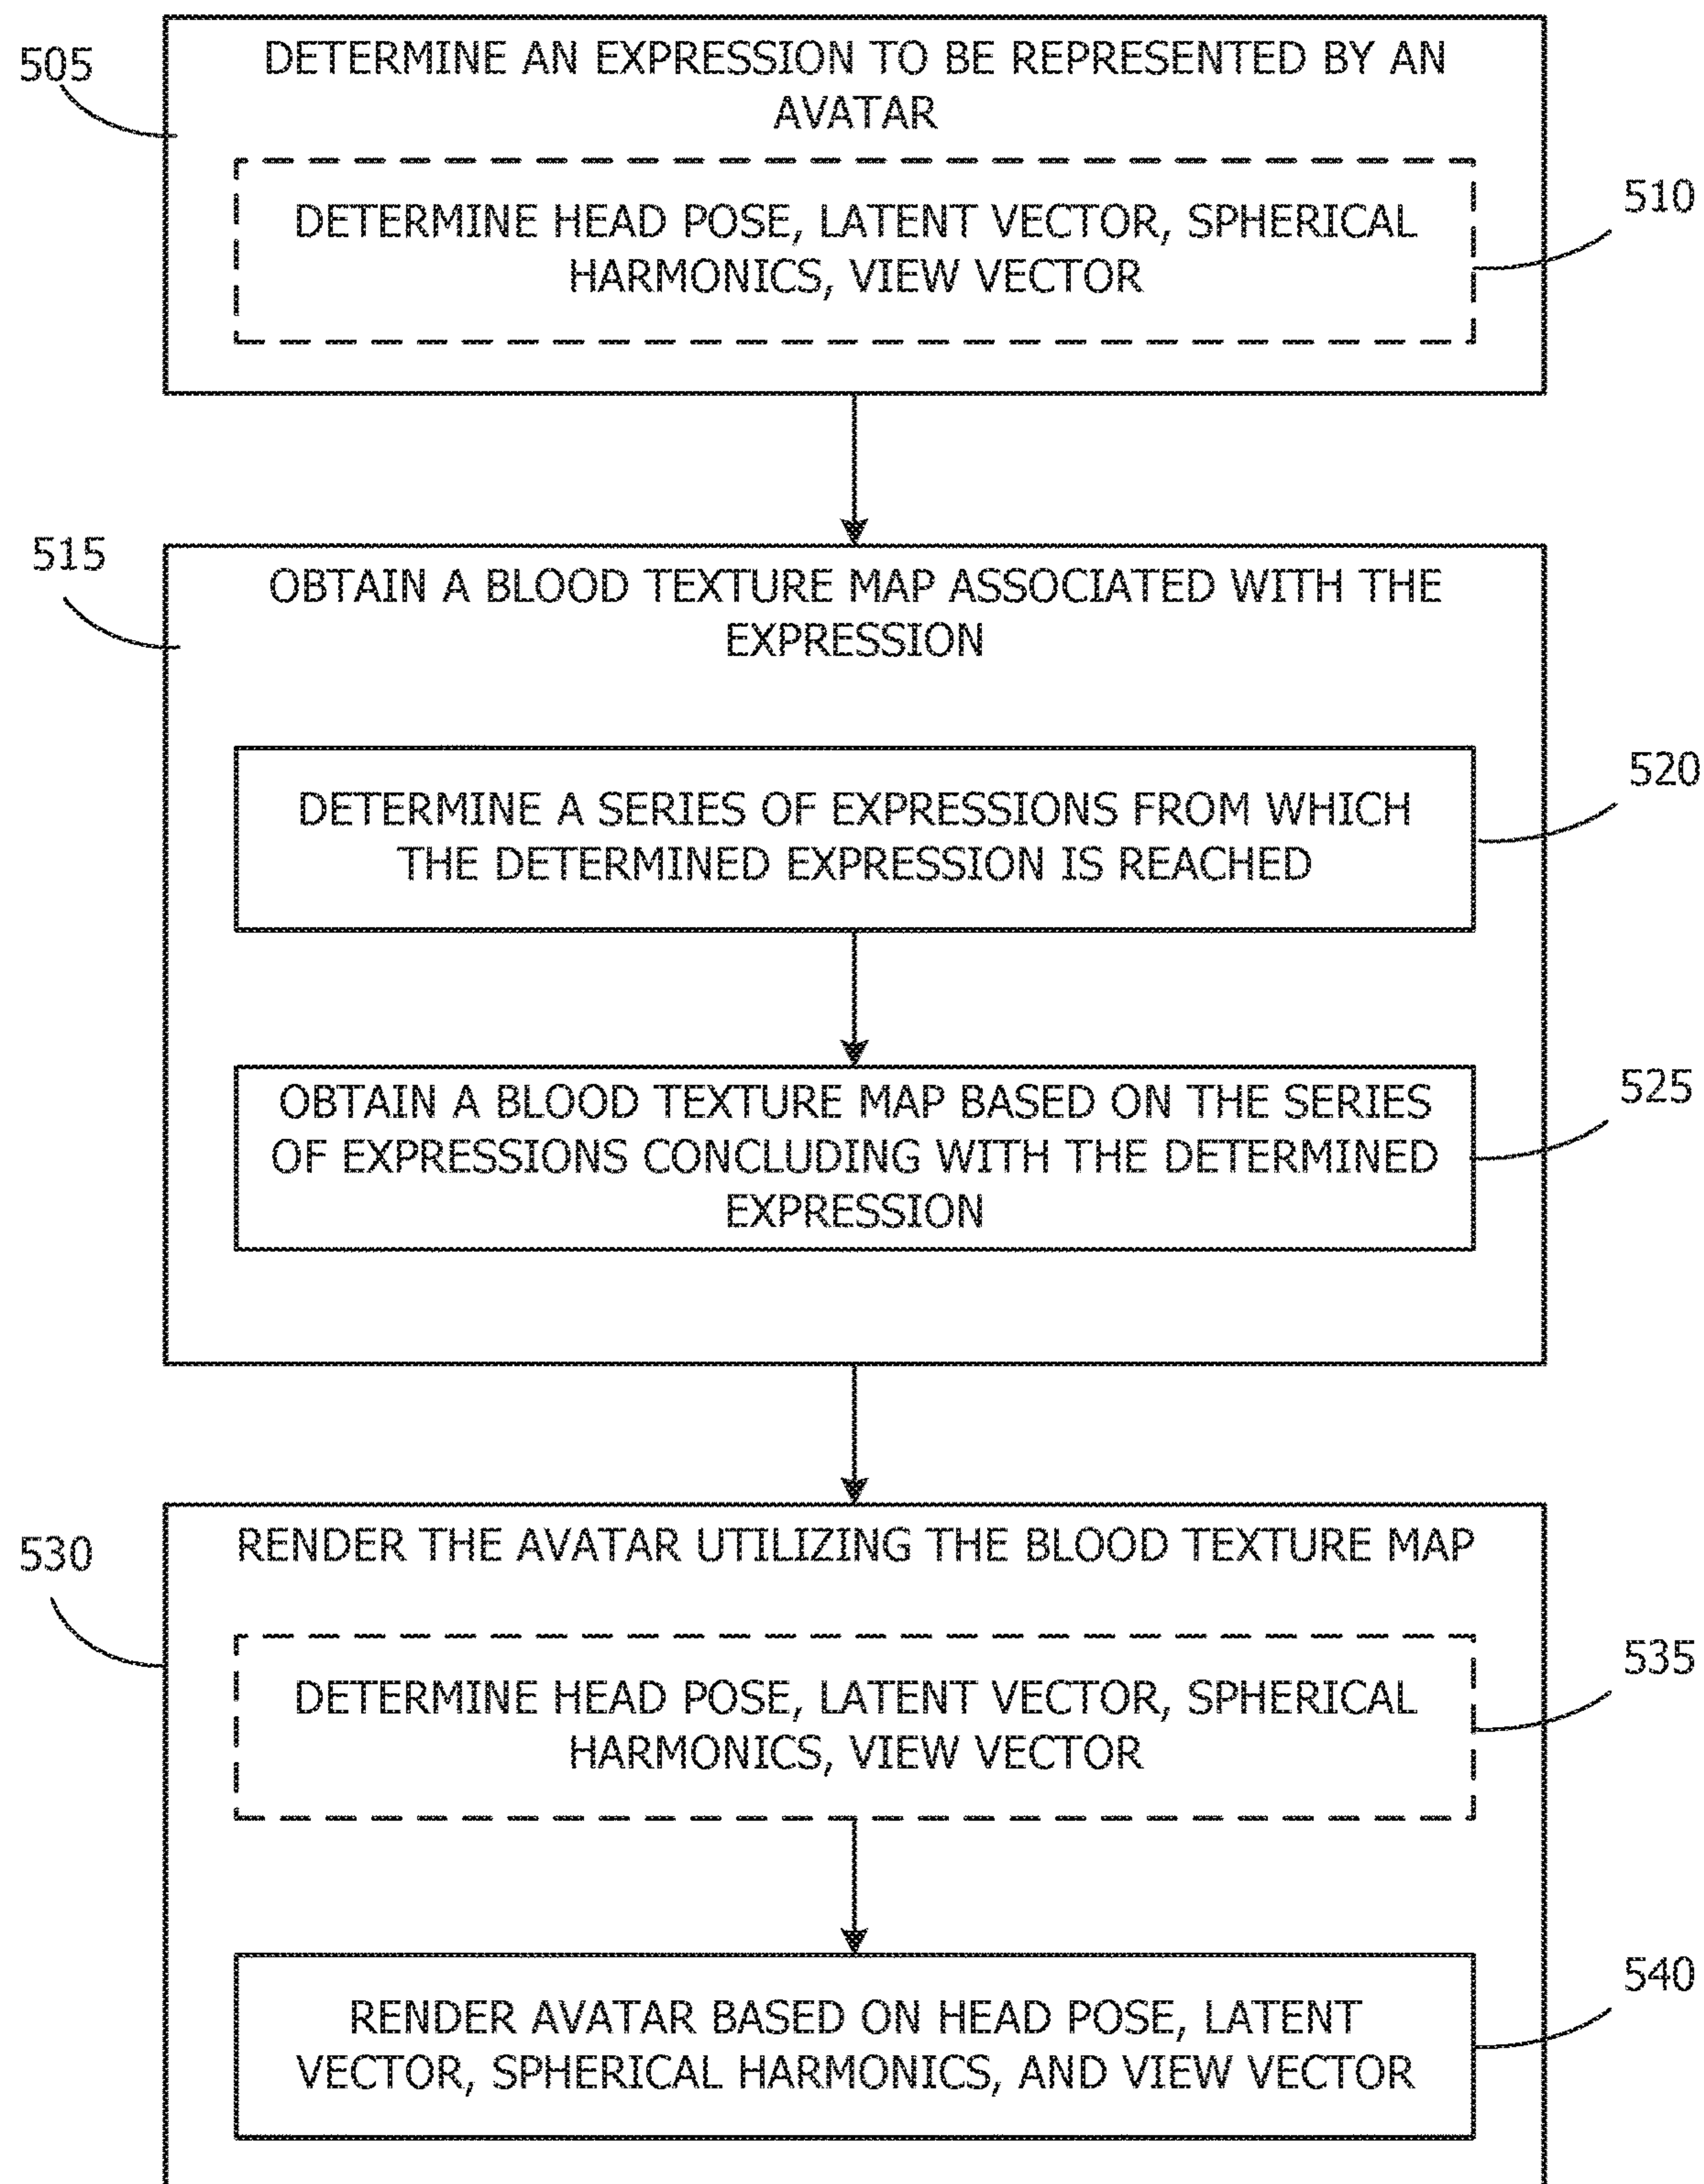 505
DETERMINE AN EXPRESSION TO BE REPRESENTED BY AN
AVATAR
510
DETERMINE HEAD POSE, LATENT VECTOR, SPHERICAL
HARMONICS, VIEW VECTOR
515
OBTAIN A BLOOD TEXTURE MAP ASSOCIATED WITH THE
EXPRESSION
520
DETERMINE A SERIES OF EXPRESSIONS FROM WHICH
THE DETERMINED EXPRESSION IS REACHED
525
OBTAIN A BLOOD TEXTURE MAP BASED ON THE SERIES
OF EXPRESSIONS CONCLUDING WITH THE DETERMINED
EXPRESSION
530
RENDER THE AVATAR UTILIZING THE BLOOD TEXTURE MAP
535
DETERMINE HEAD POSE, LATENT VECTOR, SPHERICAL
HARMONICS, VIEW VECTOR
540
RENDER AVATAR BASED ON HEAD POSE, LATENT
VECTOR, SPHERICAL HARMONICS, AND VIEW VECTOR